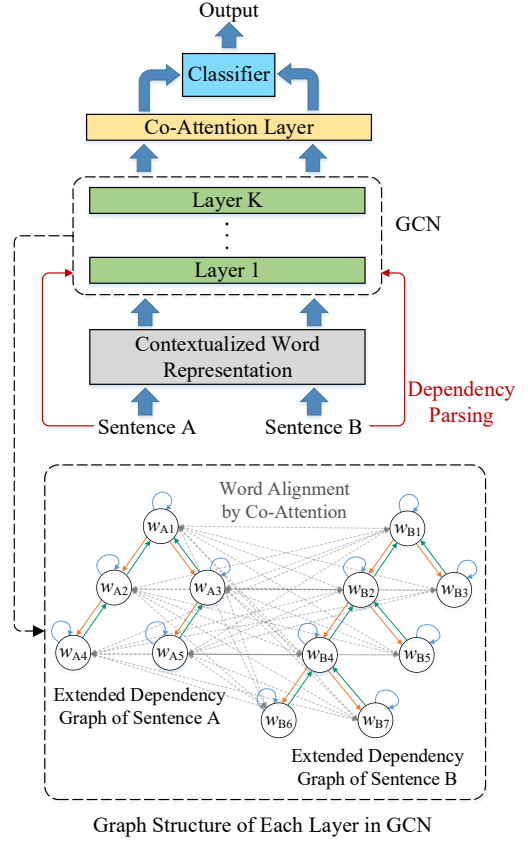 Output
Classifier
Co-Attention Layer
Layer K
⋮
GCN
Layer 1
Contextualized Word
Representation
Dependency
Parsing
Sentence A
Sentence B
Word Alignment
by Co-Attention
wA1
wB1
wA2
wA3
wB2
wB3
wA4
wA5
wB4
wB5
Extended Dependency
Graph of Sentence A
wB6
wB7
Extended Dependency
Graph of Sentence B
Graph Structure of Each Layer in GCN